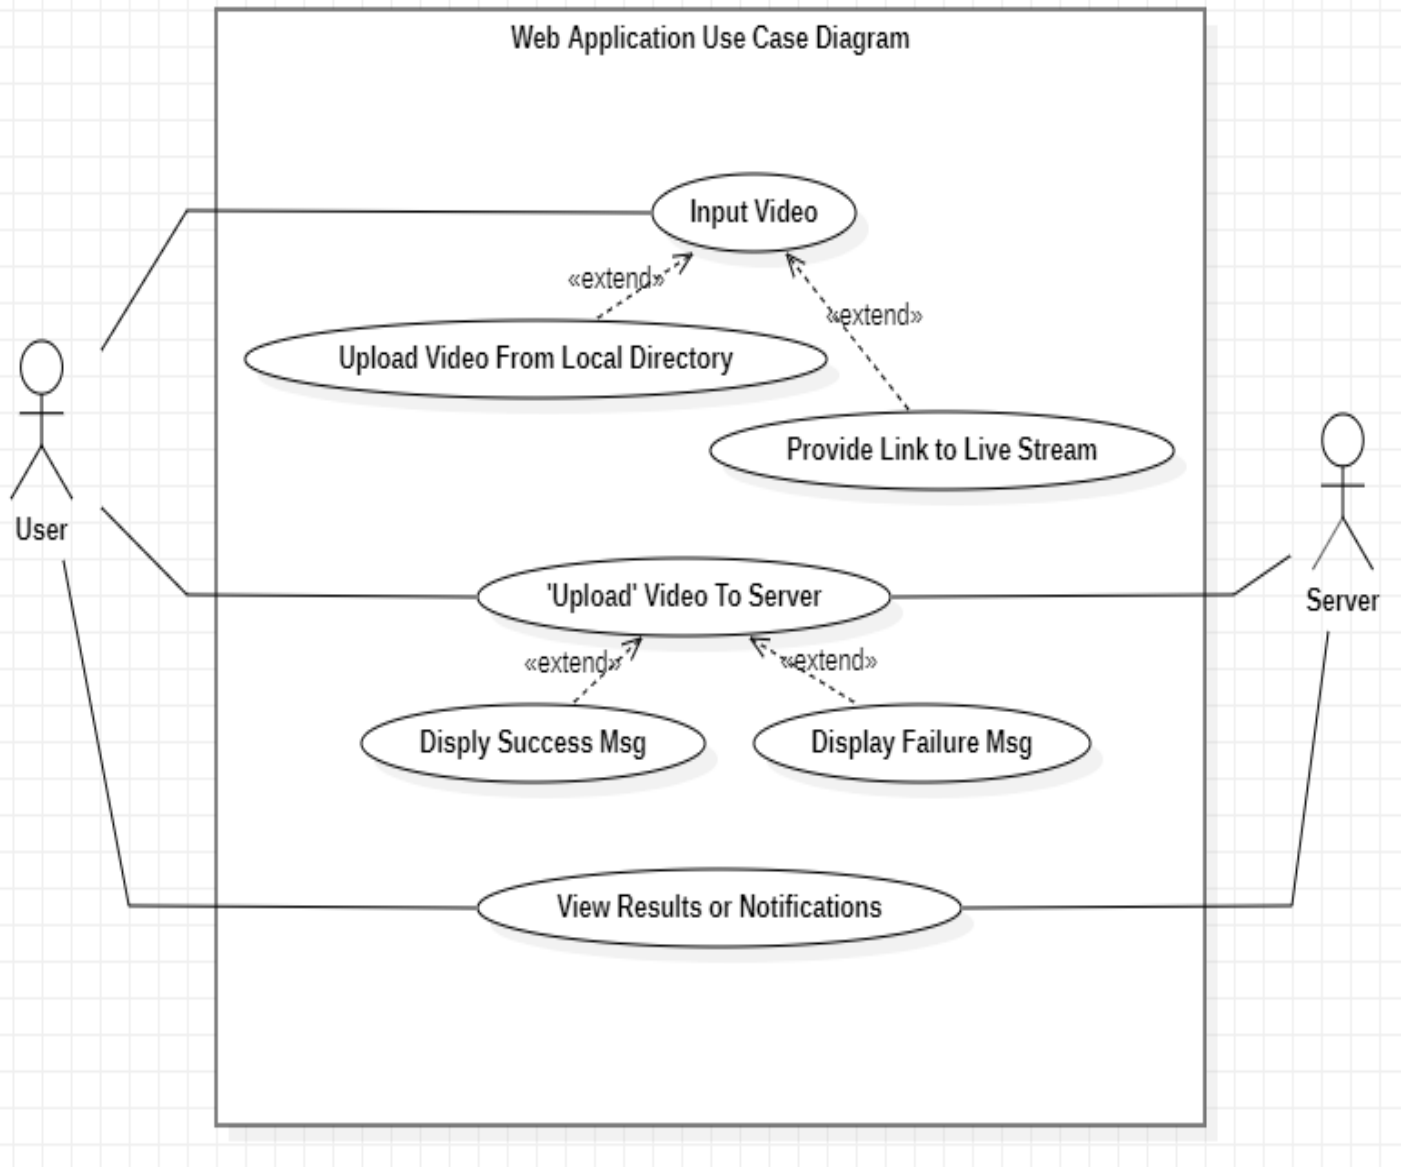 Web Application Use Case Diagram
Input Video
«extend»
«extend»
Upload Video From Local Directory
Provide Link to Live Stream
User
'Upload' Video To Server
Server
«extend»
«extend»
Disply Success Msg
Display Failure Msg
View Results or Notifications